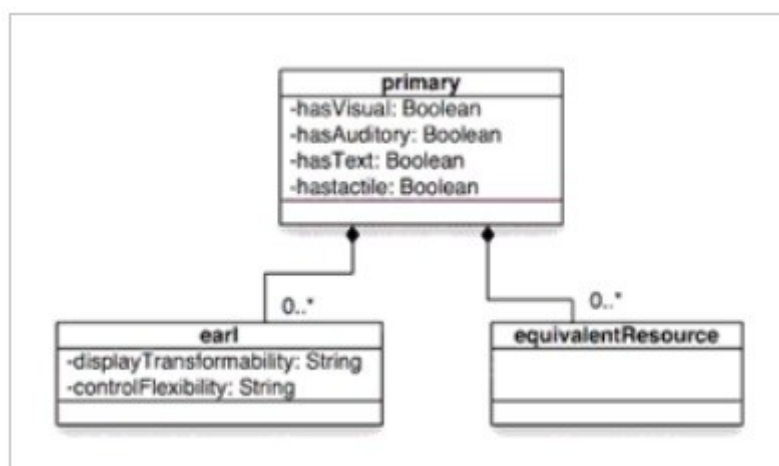 primary
-hasVisual: Boolean
-hasAuditory: Boolean
-hasText: Boolean
-hastactile: Boolean
0..*
0..*
earl
-displayTransformability: String
-controlFlexibility: String
equivalentResource